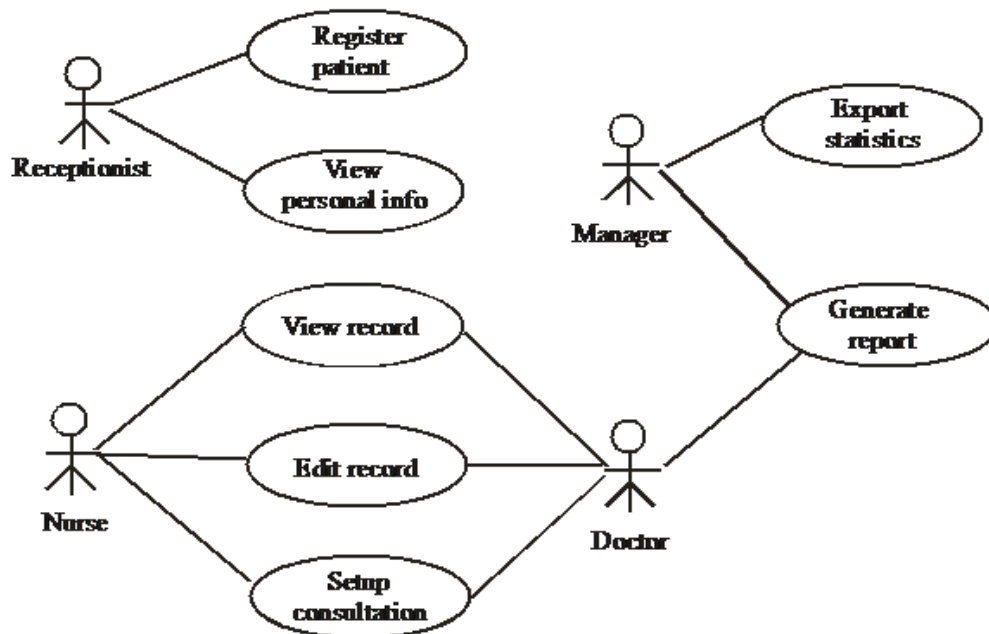 Register
patient
Receptionist
View
personal info
Export
statistics
Manager
Generate
report
View record
Edit record
Nurse
Doctor
Setup
consultation